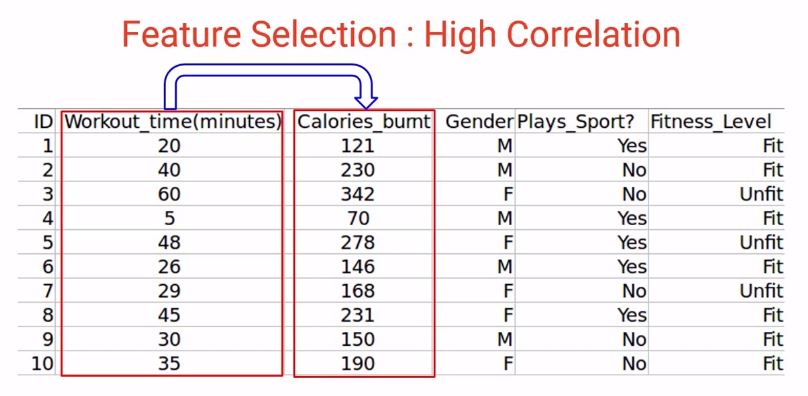 Feature Selection : High Correlation
ID Workout_time(minutes) Calories_burnt Gender Plays_Sport? Fitness_Level
1 20 121 M Yes Fit
2 40 230 M No Fit
3 60 342 F No Unfit
4 5 70 M Yes Fit
5 48 278 F Yes Unfit
6 26 146 M Yes Fit
7 29 168 F No Unfit
8 45 231 F Yes Fit
9 30 150 M No Fit
10 35 190 F No Fit